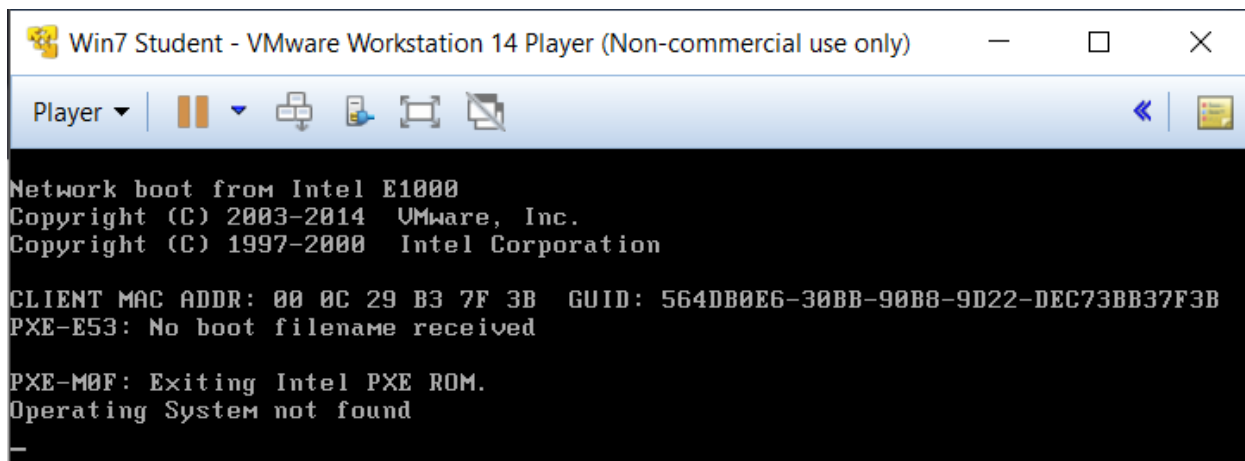 Win7 Student - VMware Workstation 14 Player (Non-commercial use only)
Player
Network boot from Intel E1000
Copyright (C) 2003-2014  VMware, Inc.
Copyright (C) 1997-2000  Intel Corporation
CLIENT MAC ADDR: 00 0C 29 B3 7F 3B  GUID: 564DB0E6-30BB-90B8-9D22-DEC73BB37F3B
PXE-E53: No boot filename received
PXE-M0F: Exiting Intel PXE ROM.
Operating System not found